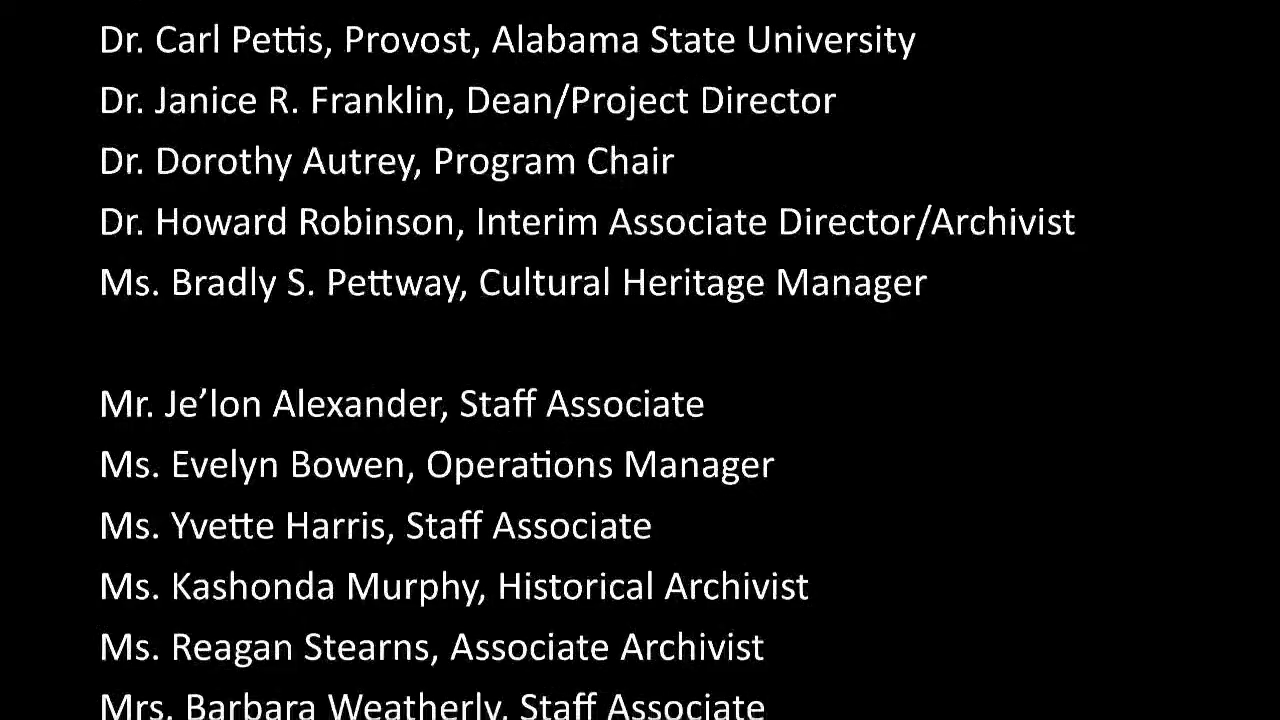 Dr. Carl Pettis, Provost, Alabama State University
Dr. Janice R. Franklin, Dean/Project Director
Dr. Dorothy Autrey, Program Chair
Dr. Howard Robinson, Interim Associate Director/Archivist
Ms. Bradly S. Pettway, Cultural Heritage Manager
Mr. Je’lon Alexander, Staff Associate
Ms. Evelyn Bowen, Operations Manager
Ms. Yvette Harris, Staff Associate
Ms. Kashonda Murphy, Historical Archivist
Ms. Reagan Stearns, Associate Archivist
Mrs. Barbara Weatherly, Staff Associate